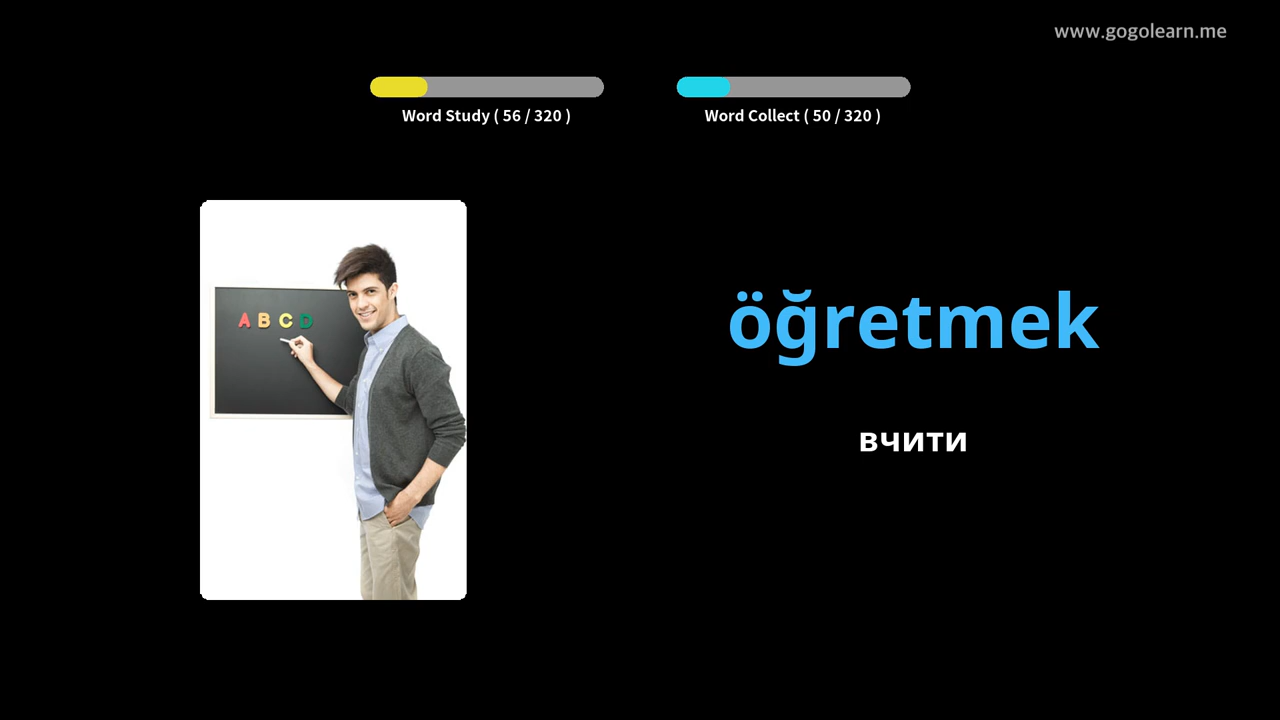 www.gogolearn.me
Word Study ( 56 / 320 )
Word Collect ( 50 / 320 )
A B C D
öğretmek
вчити